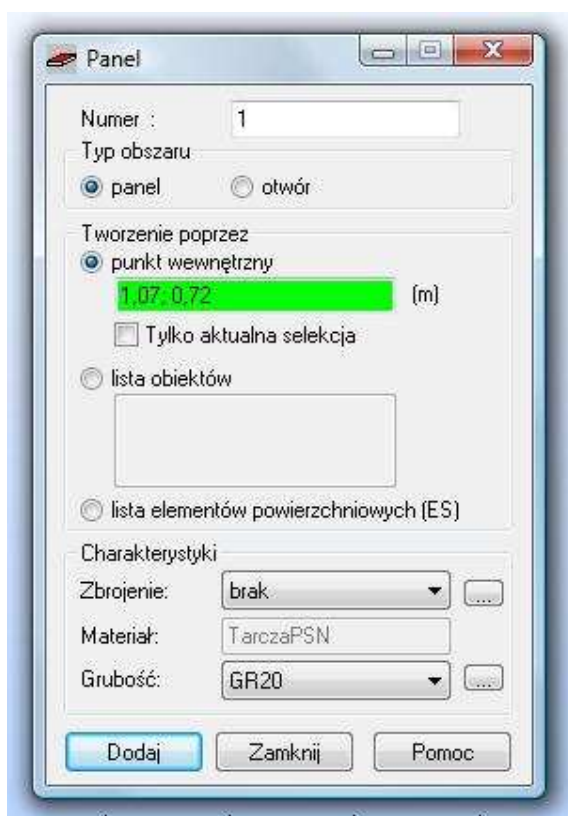 Panel
Numer : 1
Typ obszaru
panel otwór
Tworzenie poprzez
punkt wewnętrzny
1,07; 0,72 (m)
Tylko aktualna selekcja
lista obiektów
lista elementów powierzchniowych (ES)
Charakterystyki
Zbrojenie: brak ...
Materiał: TarczaPSN
Grubość: GR20 ...
Dodaj Zamknij Pomoc